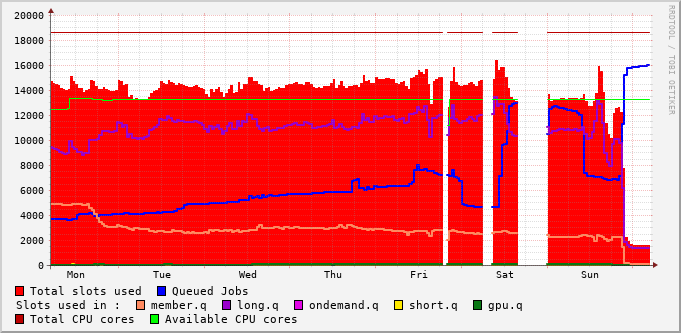 20000
18000
16000
14000
12000
10000
8000
6000
4000
2000
0
Mon Tue Wed Thu Fri Sat Sun
RRDTOOL / TOBI OETIKER
Total slots used Queued Jobs
Slots used in : member.q long.q ondemand.q short.q gpu.q
Total CPU cores Available CPU cores